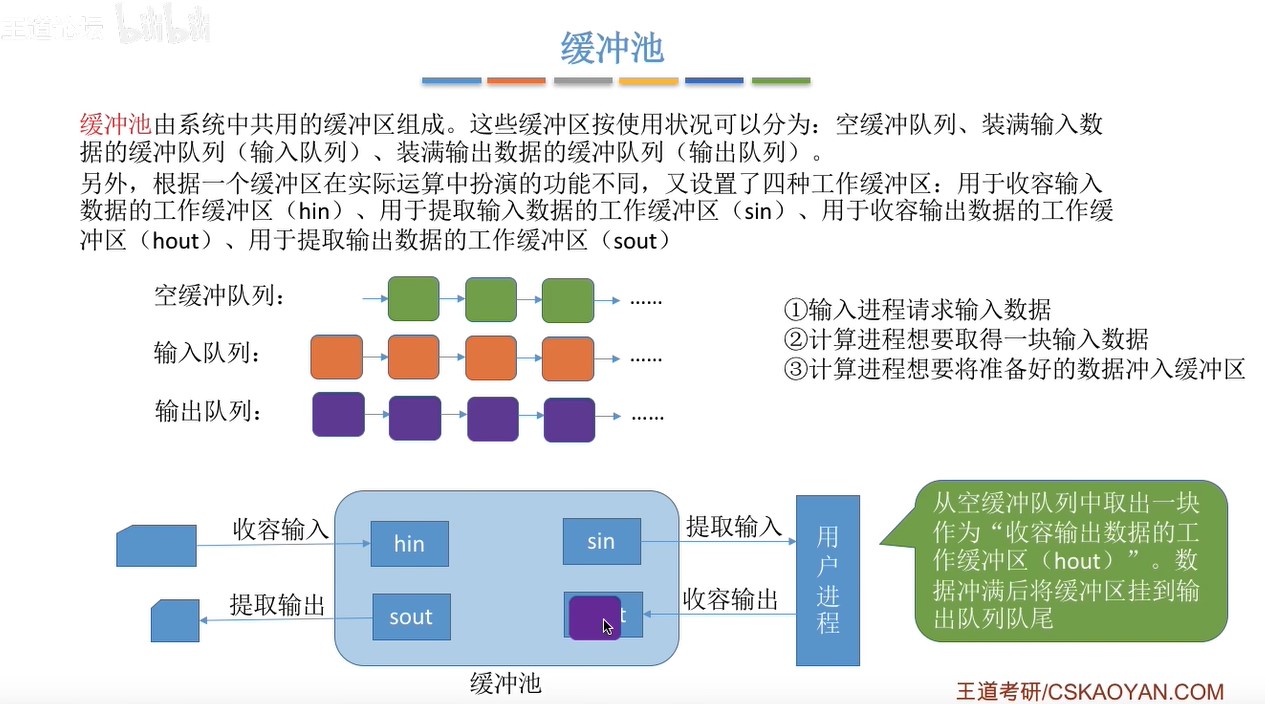 王道论坛 bilibili
缓冲池
缓冲池由系统中共用的缓冲区组成。这些缓冲区按使用状况可以分为：空缓冲队列、装满输入数
据的缓冲队列（输入队列）、装满输出数据的缓冲队列（输出队列）。
另外，根据一个缓冲区在实际运算中扮演的功能不同，又设置了四种工作缓冲区：用于收容输入
数据的工作缓冲区（hin）、用于提取输入数据的工作缓冲区（sin）、用于收容输出数据的工作缓
冲区（hout）、用于提取输出数据的工作缓冲区（sout）
空缓冲队列：
……
输入队列：
……
输出队列：
……
①输入进程请求输入数据
②计算进程想要取得一块输入数据
③计算进程想要将准备好的数据冲入缓冲区
收容输入
hin
sin
提取输入
提取输出
sout
t
收容输出
用户进程
缓冲池
从空缓冲队列中取出一块
作为“收容输出数据的工
作缓冲区（hout）”。数
据冲满后将缓冲区挂到输
出队列队尾
王道考研/CSKAOYAN.COM